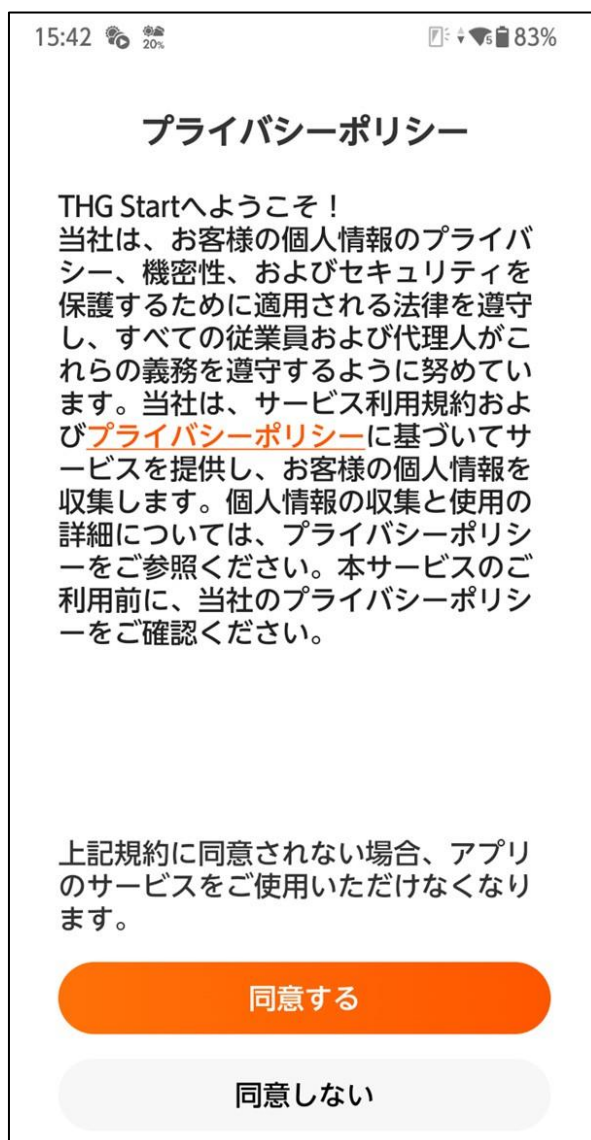 15:42 20% 5 83%
プライバシーポリシー
THG Startへようこそ！
当社は、お客様の個人情報のプライバ
シー、機密性、およびセキュリティを
保護するために適用される法律を遵守
し、すべての従業員および代理人がこ
れらの義務を遵守するように努めてい
ます。当社は、サービス利用規約およ
びプライバシーポリシーに基づいてサ
ービスを提供し、お客様の個人情報を
収集します。個人情報の収集と使用の
詳細については、プライバシーポリシ
ーをご参照ください。本サービスのご
利用前に、当社のプライバシーポリシ
ーをご確認ください。
上記規約に同意されない場合、アプリ
のサービスをご使用いただけなくなり
ます。
同意する
同意しない